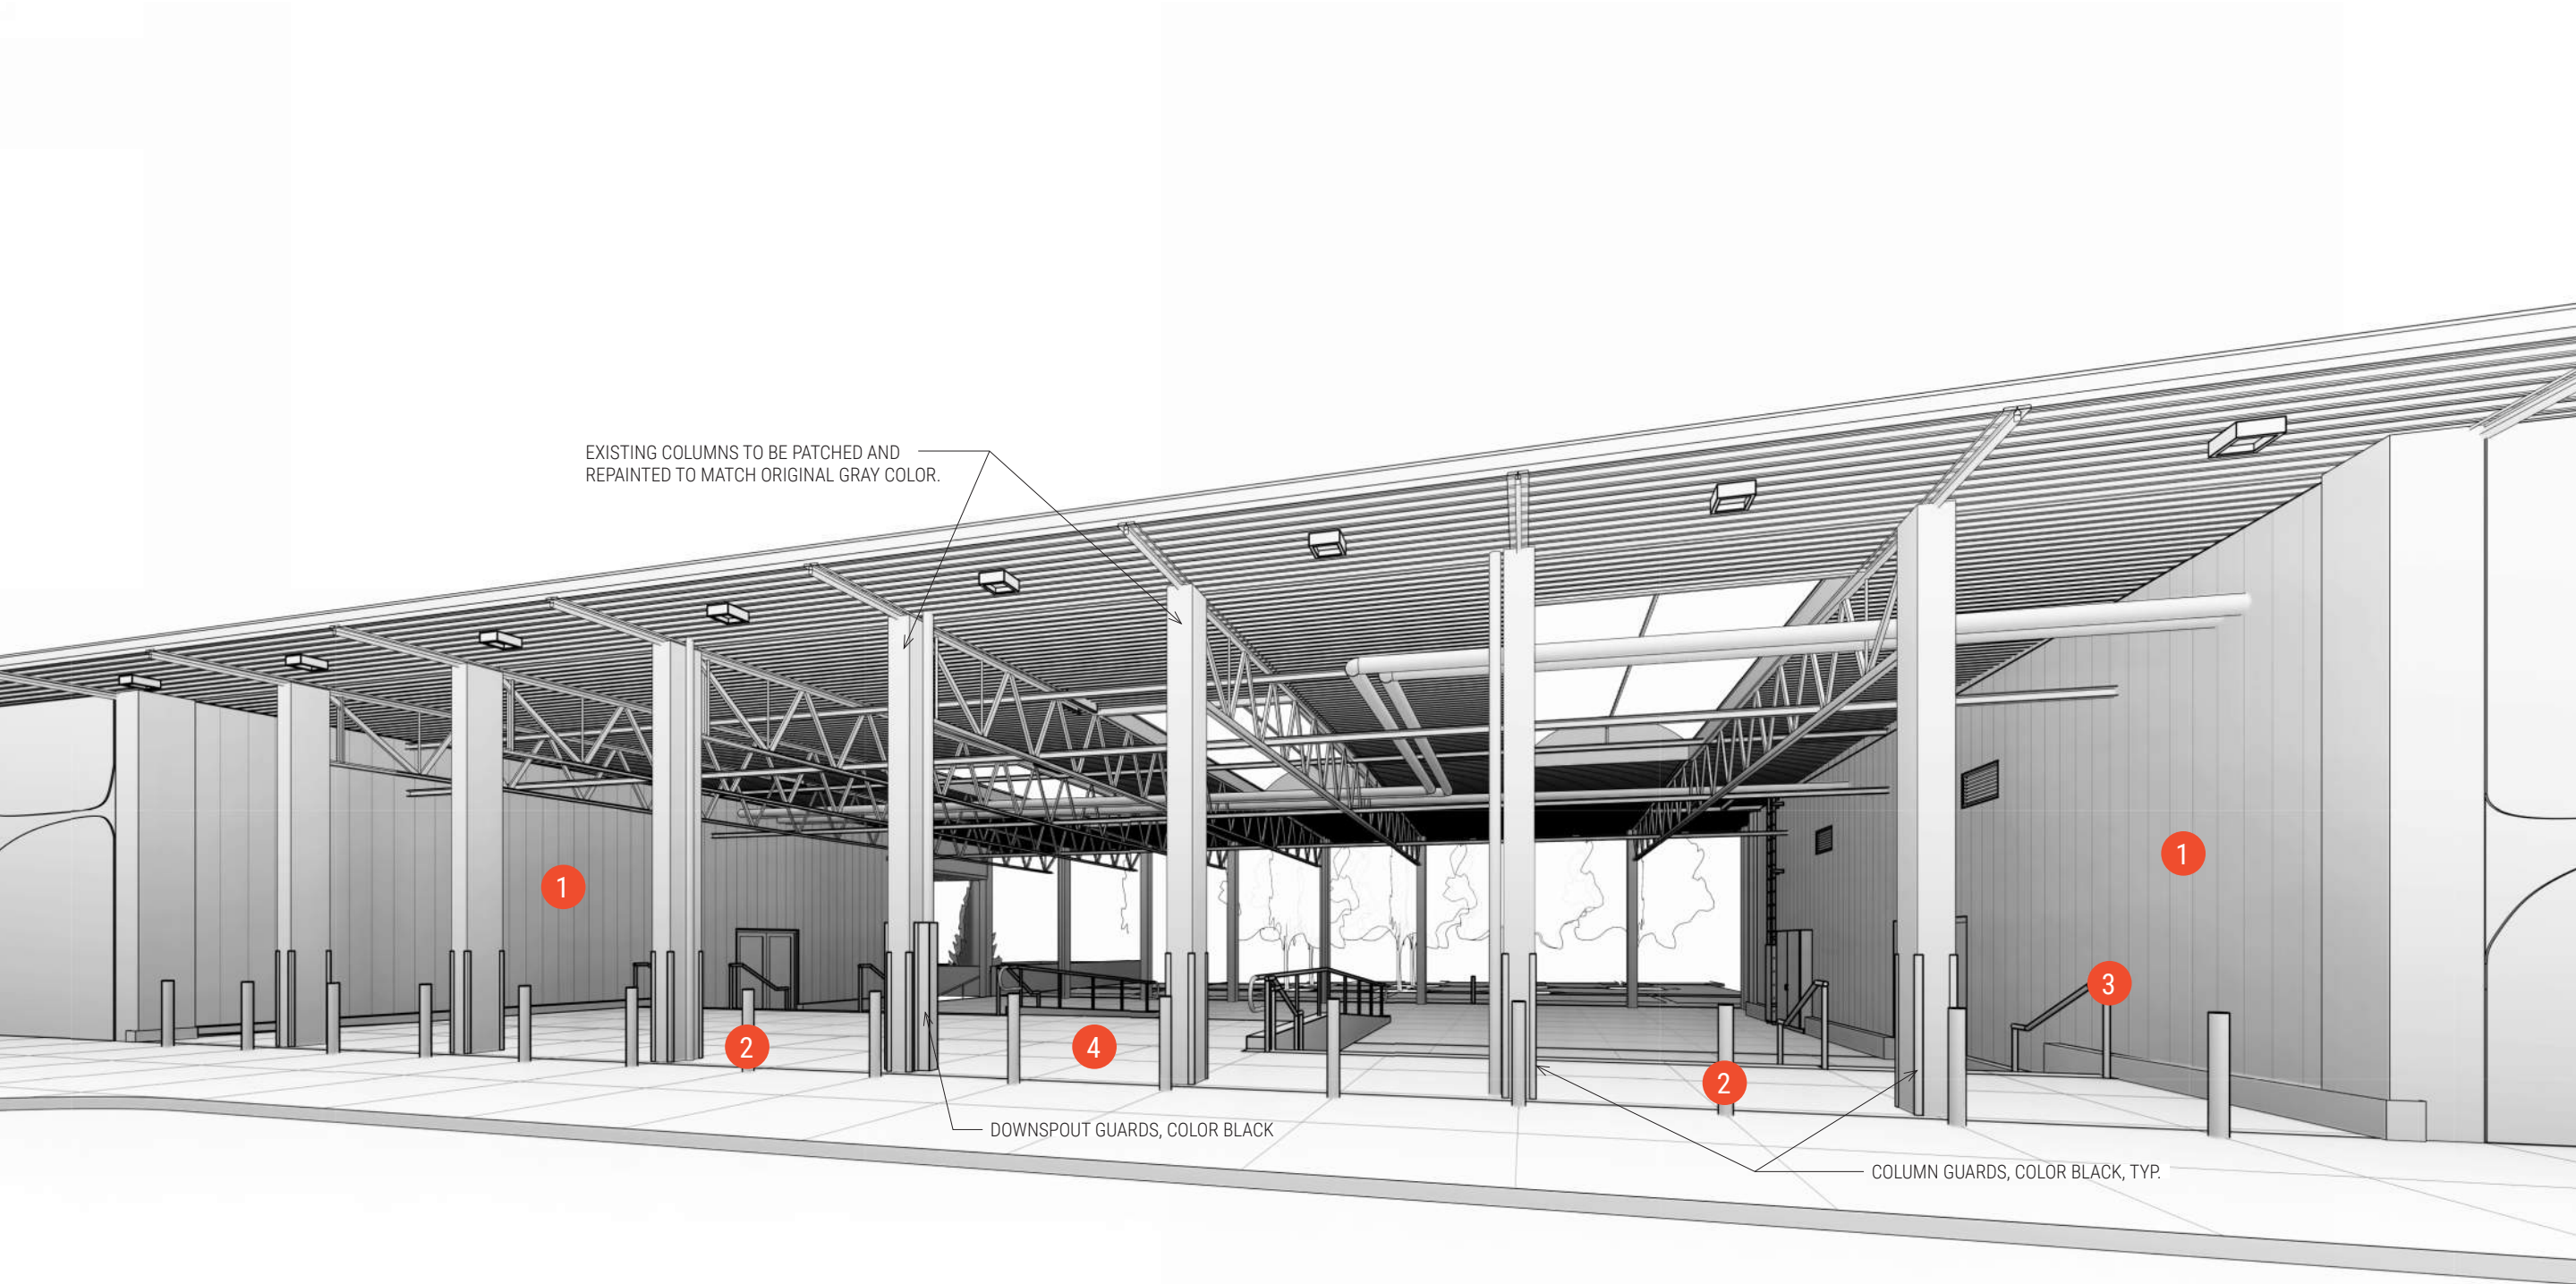 EXISTING COLUMNS TO BE PATCHED AND
REPAINTED TO MATCH ORIGINAL GRAY COLOR.
1
1
3
2
4
2
DOWNSPOUT GUARDS, COLOR BLACK
COLUMN GUARDS, COLOR BLACK, TYP.